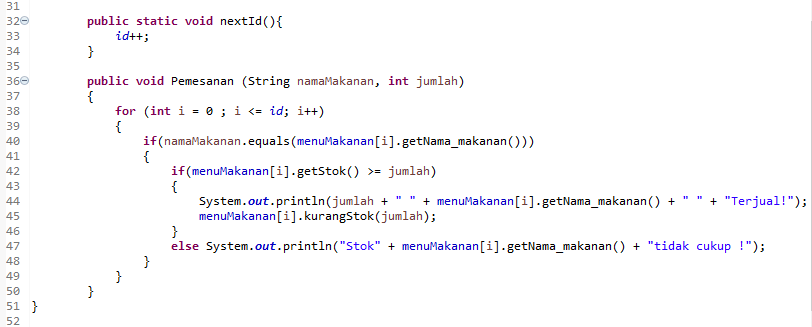 31
32 public static void nextId(){
33 id++;
34 }
35
36 public void Pemesanan (String namaMakanan, int jumlah)
37 {
38 for (int i = 0 ; i <= id; i++)
39 {
40 if(namaMakanan.equals(menuMakanan[i].getNama_makanan()))
41 {
42 if(menuMakanan[i].getStok() >= jumlah)
43 {
44 System.out.println(jumlah + " " + menuMakanan[i].getNama_makanan() + " " + "Terjual!");
45 menuMakanan[i].kurangStok(jumlah);
46 }
47 else System.out.println("Stok" + menuMakanan[i].getNama_makanan() + "tidak cukup !");
48 }
49 }
50 }
51 }
52